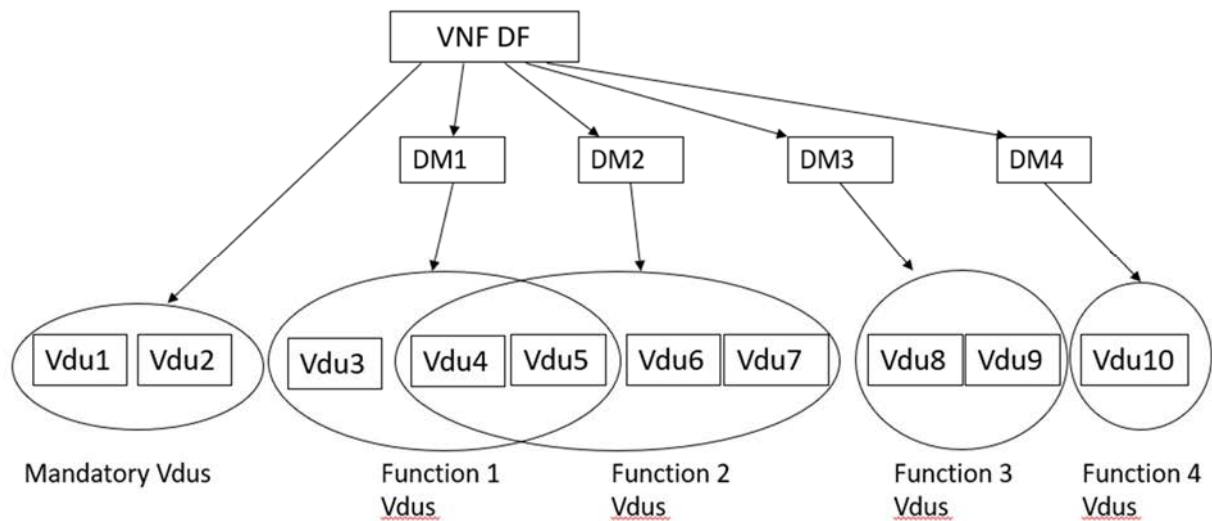 VNF DF
DM1
DM2
DM3
DM4
Vdu1
Vdu2
Vdu3
Vdu4
Vdu5
Vdu6
Vdu7
Vdu8
Vdu9
Vdu10
Mandatory Vdus
Function 1
Vdus
Function 2
Vdus
Function 3
Vdus
Function 4
Vdus